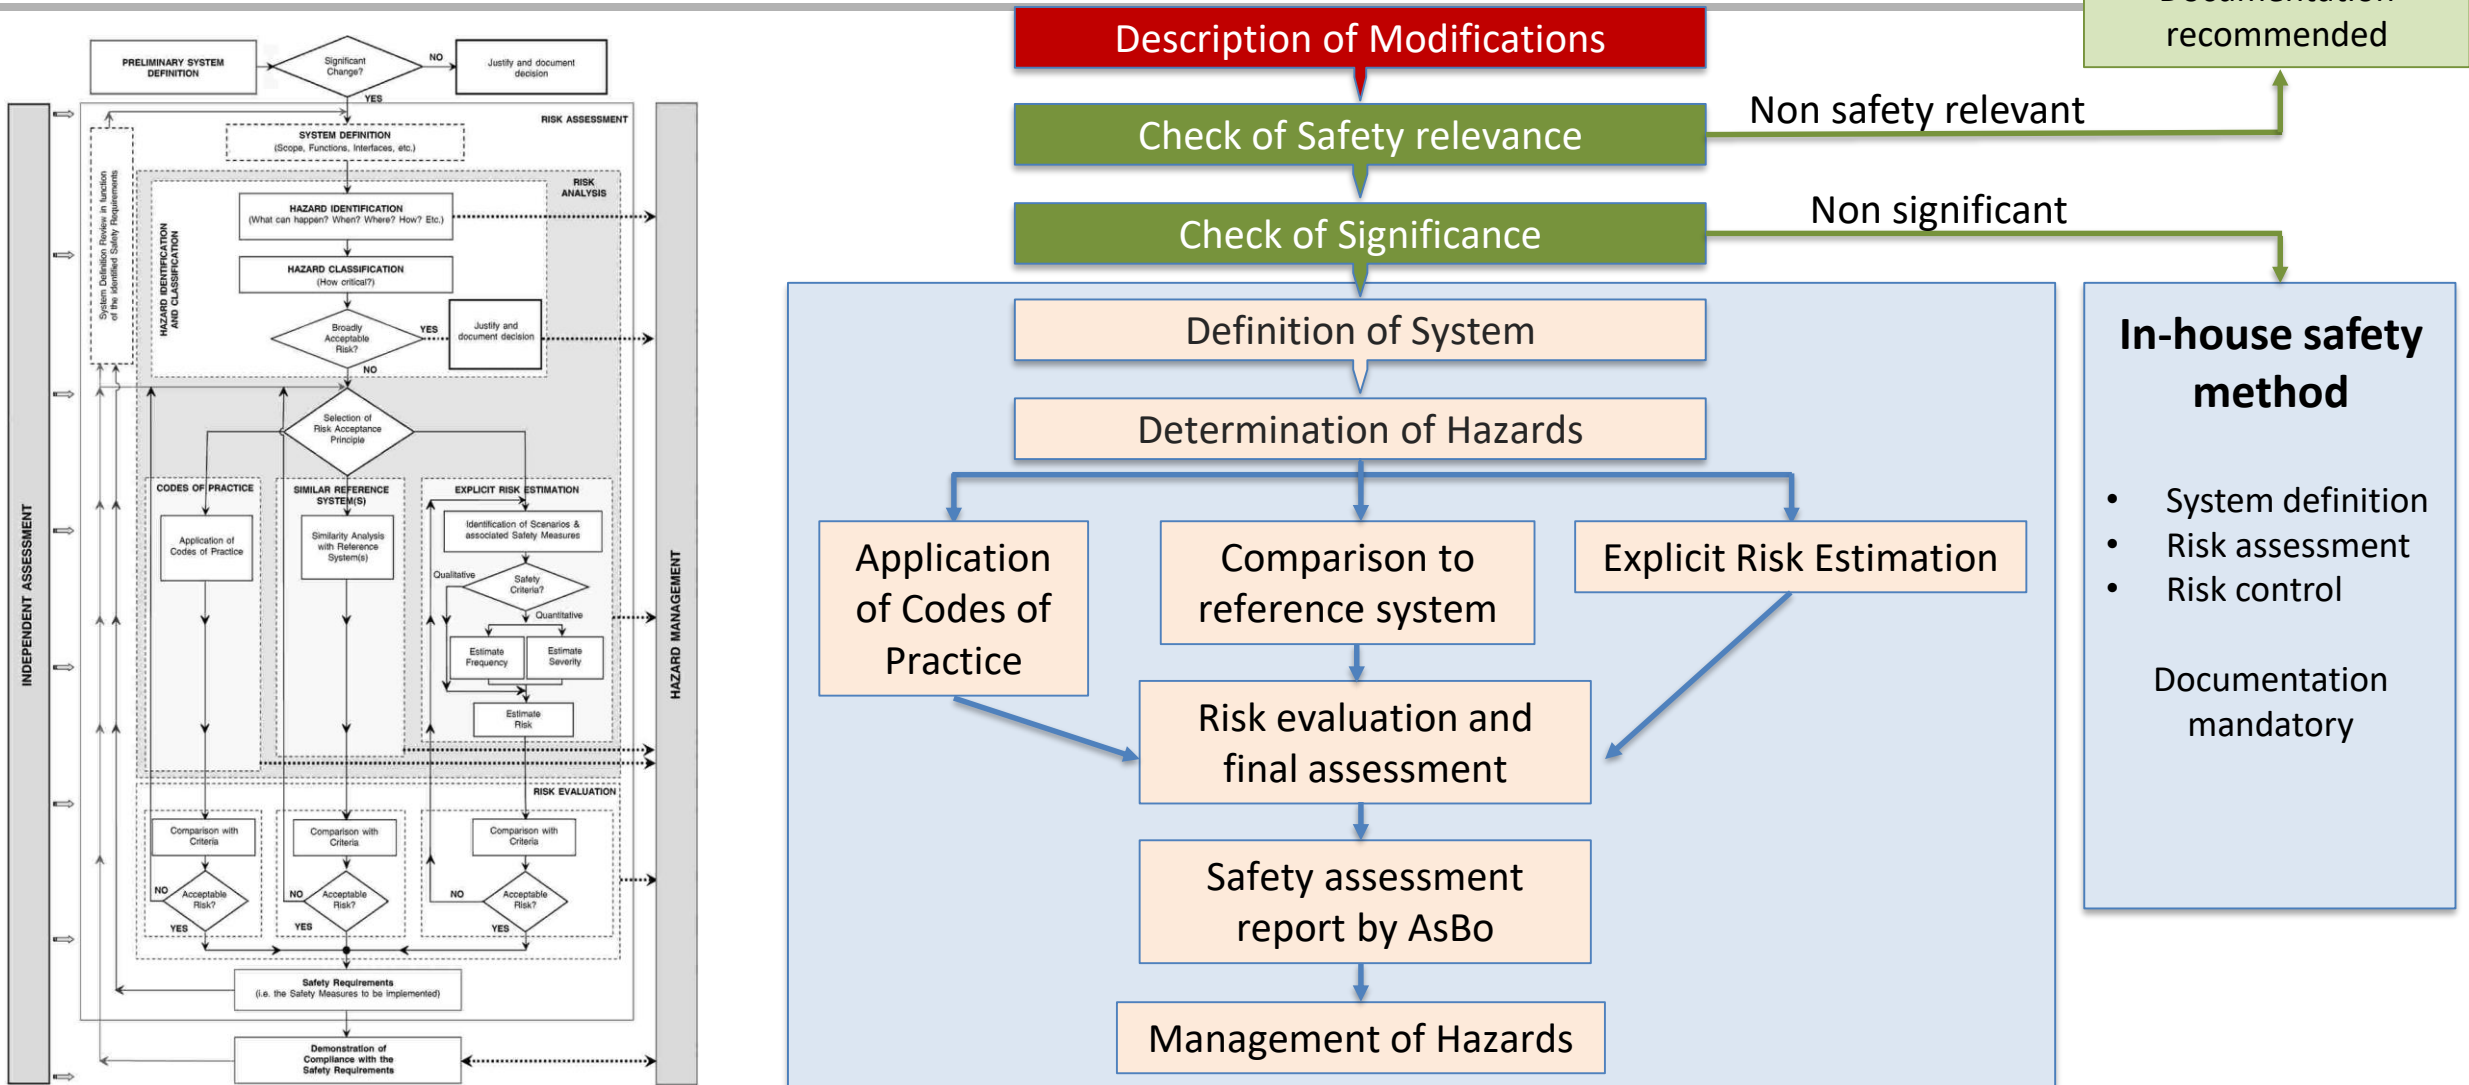 PRELIMINARY SYSTEM
DEFINITION
Significant
Change?
NO
Justify and document
decision
YES
RISK ASSESSMENT
SYSTEM DEFINITION
(Scope, Functions, Interfaces, etc.)
System Definition Review in function
of the identified Safety Requirements
RISK
ANALYSIS
HAZARD IDENTIFICATION
AND CLASSIFICATION
HAZARD IDENTIFICATION
(What can happen? When? Where? How? Etc.)
HAZARD CLASSIFICATION
(How critical?)
Broadly
Acceptable
Risk?
YES
Justify and
document decision
NO
Selection of
Risk Acceptance
Principle
CODES OF PRACTICE
SIMILAR REFERENCE
SYSTEM(S)
EXPLICIT RISK ESTIMATION
Application of
Codes of Practice
Similarity Analysis
with Reference
System(s)
Identification of Scenarios &
associated Safety Measures
Qualitative
Safety
Criteria?
Quantitative
Estimate
Frequency
Estimate
Severity
Estimate
Risk
RISK EVALUATION
Comparison with
Criteria
Comparison with
Criteria
Comparison with
Criteria
NO
Acceptable
Risk?
YES
NO
Acceptable
Risk?
YES
NO
Acceptable
Risk?
YES
Safety Requirements
(i.e. the Safety Measures to be implemented)
Demonstration of
Compliance with the
Safety Requirements
INDEPENDENT ASSESSMENT
HAZARD MANAGEMENT
Description of Modifications
Check of Safety relevance
Non safety relevant
Documentation
recommended
Check of Significance
Non significant
Definition of System
Determination of Hazards
Application
of Codes of
Practice
Comparison to
reference system
Explicit Risk Estimation
Risk evaluation and
final assessment
Safety assessment
report by AsBo
Management of Hazards
In-house safety
method
• System definition
• Risk assessment
• Risk control
Documentation
mandatory